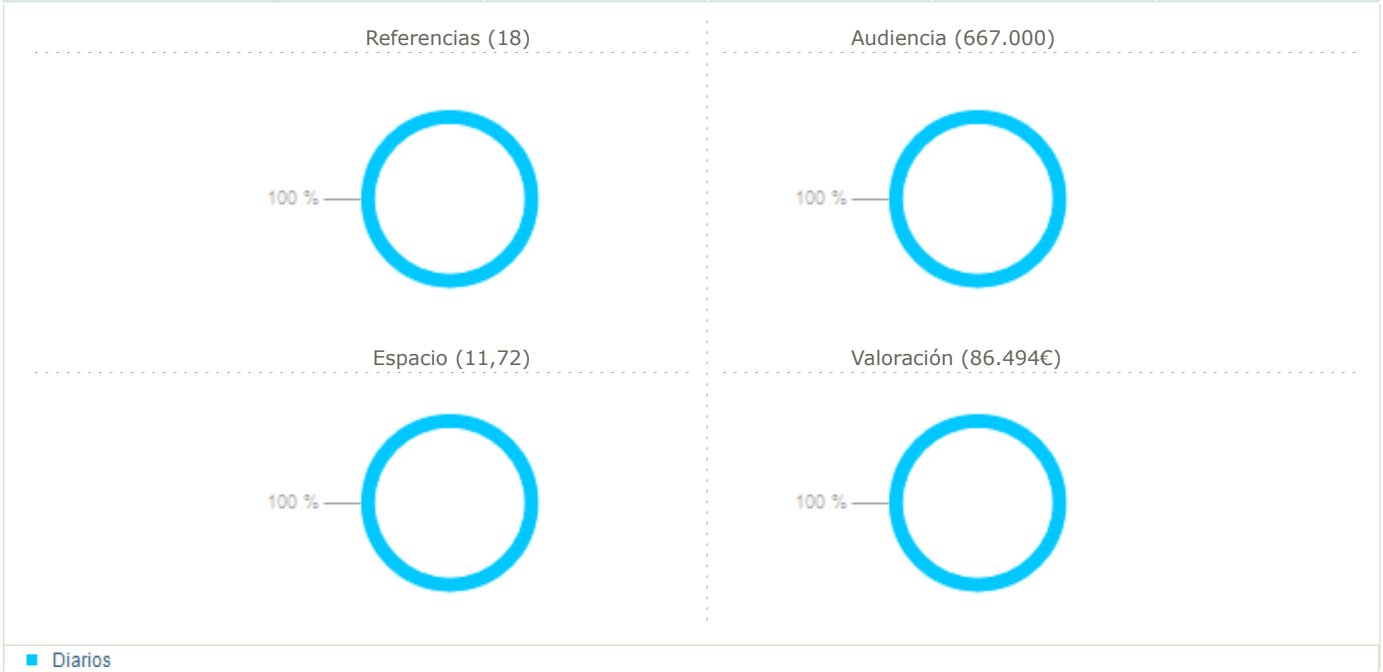 Referencias (18)
Audiencia (667.000)
100 %
100 %
Espacio (11,72)
Valoración (86.494€)
100 %
100 %
Diarios